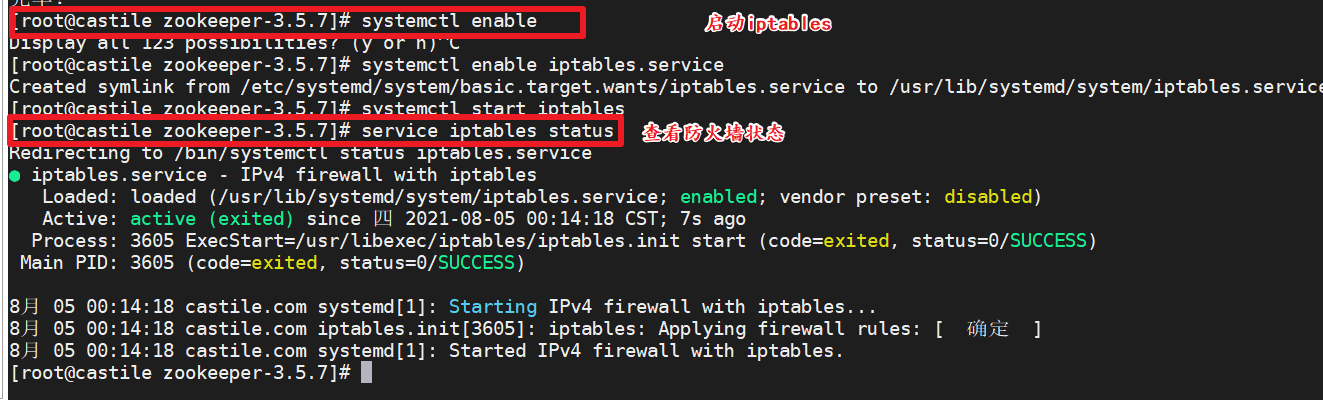 完毕!
[root@castile zookeeper-3.5.7]# systemctl enable
启动iptables
Display all 123 possibilities? (y or n)^C
[root@castile zookeeper-3.5.7]# systemctl enable iptables.service
Created symlink from /etc/systemd/system/basic.target.wants/iptables.service to /usr/lib/systemd/system/iptables.service
[root@castile zookeeper-3.5.7]# systemctl start iptables
[root@castile zookeeper-3.5.7]# service iptables status
查看防火墙状态
Redirecting to /bin/systemctl status iptables.service
● iptables.service - IPv4 firewall with iptables
Loaded: loaded (/usr/lib/systemd/system/iptables.service; enabled; vendor preset: disabled)
Active: active (exited) since 四 2021-08-05 00:14:18 CST; 7s ago
Process: 3605 ExecStart=/usr/libexec/iptables/iptables.init start (code=exited, status=0/SUCCESS)
Main PID: 3605 (code=exited, status=0/SUCCESS)
8月 05 00:14:18 castile.com systemd[1]: Starting IPv4 firewall with iptables...
8月 05 00:14:18 castile.com iptables.init[3605]: iptables: Applying firewall rules: [ 确定 ]
8月 05 00:14:18 castile.com systemd[1]: Started IPv4 firewall with iptables.
[root@castile zookeeper-3.5.7]#